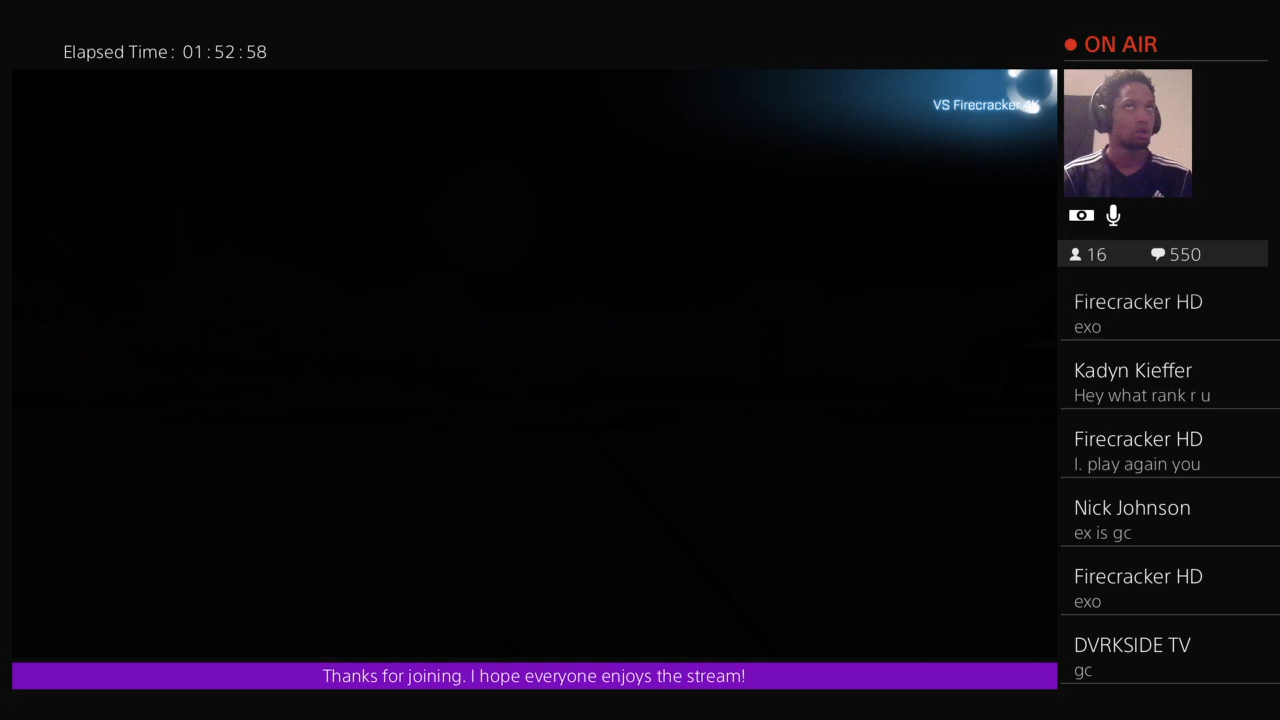 Elapsed Time: 01:52:58
ON AIR
VS Firecracker 4K
16 550
Firecracker HD
exo
Kadyn Kieffer
Hey what rank r u
Firecracker HD
I. play again you
Nick Johnson
ex is gc
Firecracker HD
exo
DVRKSIDE TV
gc
Thanks for joining. I hope everyone enjoys the stream!